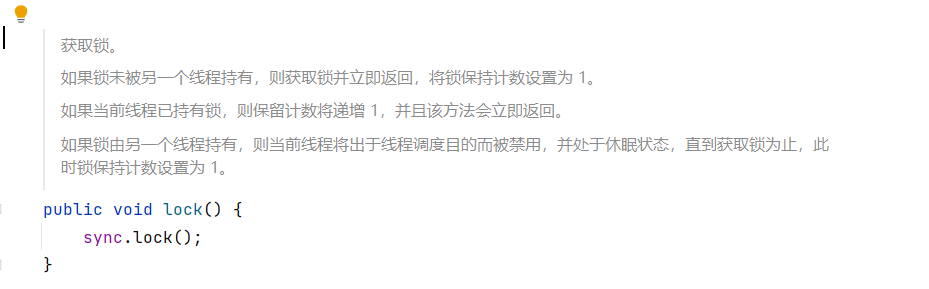 获取锁。
如果锁未被另一个线程持有，则获取锁并立即返回，将锁保持计数设置为 1。
如果当前线程已持有锁，则保留计数将递增 1，并且该方法会立即返回。
如果锁由另一个线程持有，则当前线程将出于线程调度目的而被禁用，并处于休眠状态，直到获取锁为止，此
时锁保持计数设置为 1。
public void lock() {
    sync.lock();
}